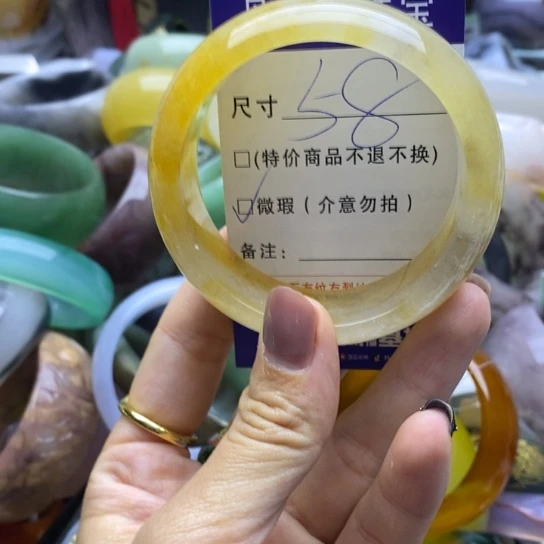 尺寸 58
□(特价商品不退不换)
☑微瑕(介意勿拍)
备注: